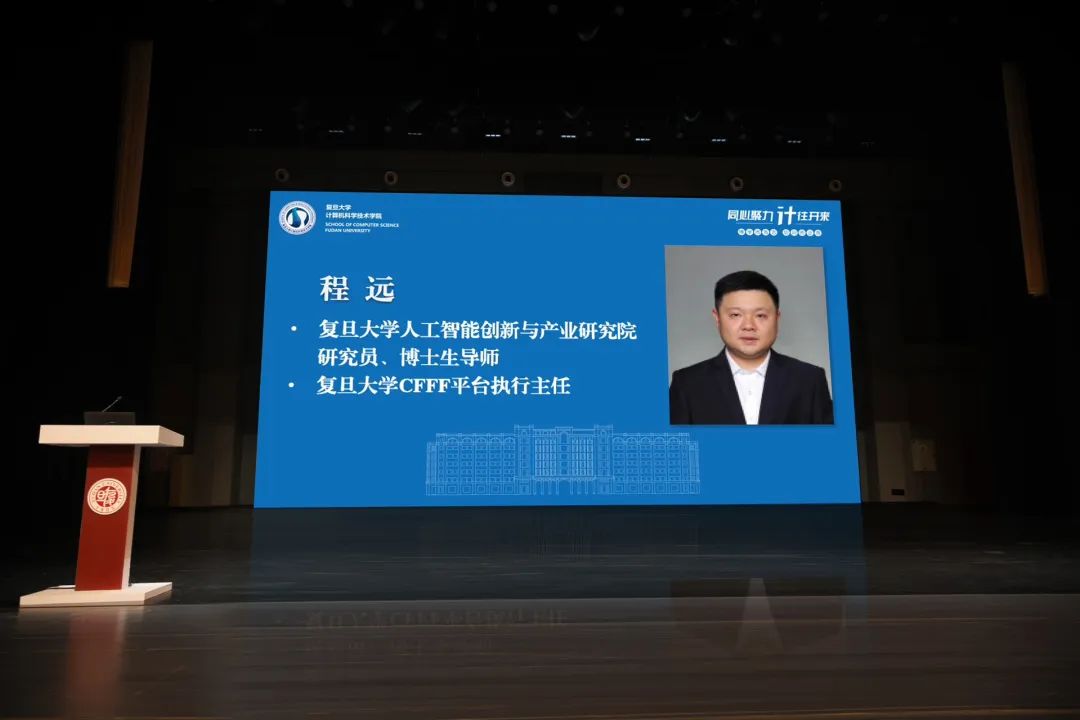 复旦大学
计算机科学技术学院
SCHOOL OF COMPUTER SCIENCE
FUDAN UNIVERSITY
同心聚力 计往开来
程 远
• 复旦大学人工智能创新与产业研究院
研究员、博士生导师
• 复旦大学CFFF平台执行主任